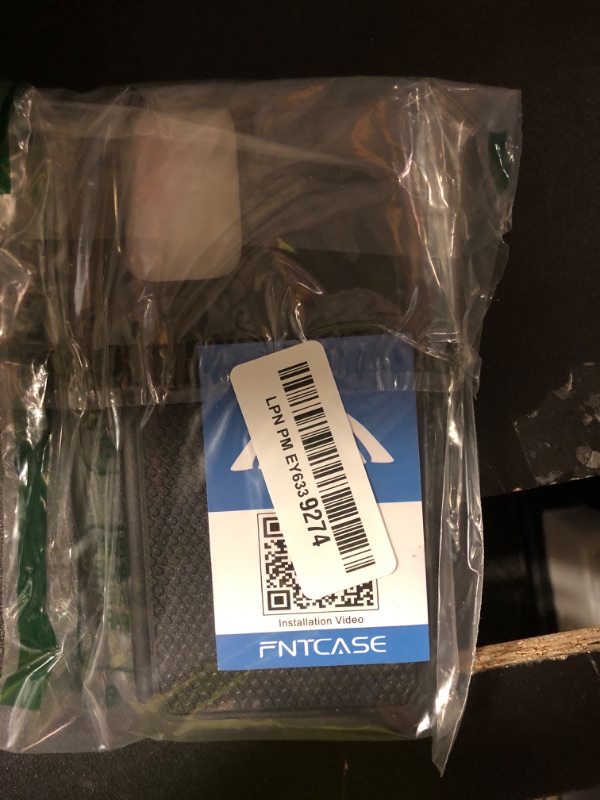 LPN PM EY6339274
Installation Video
FNTCASE